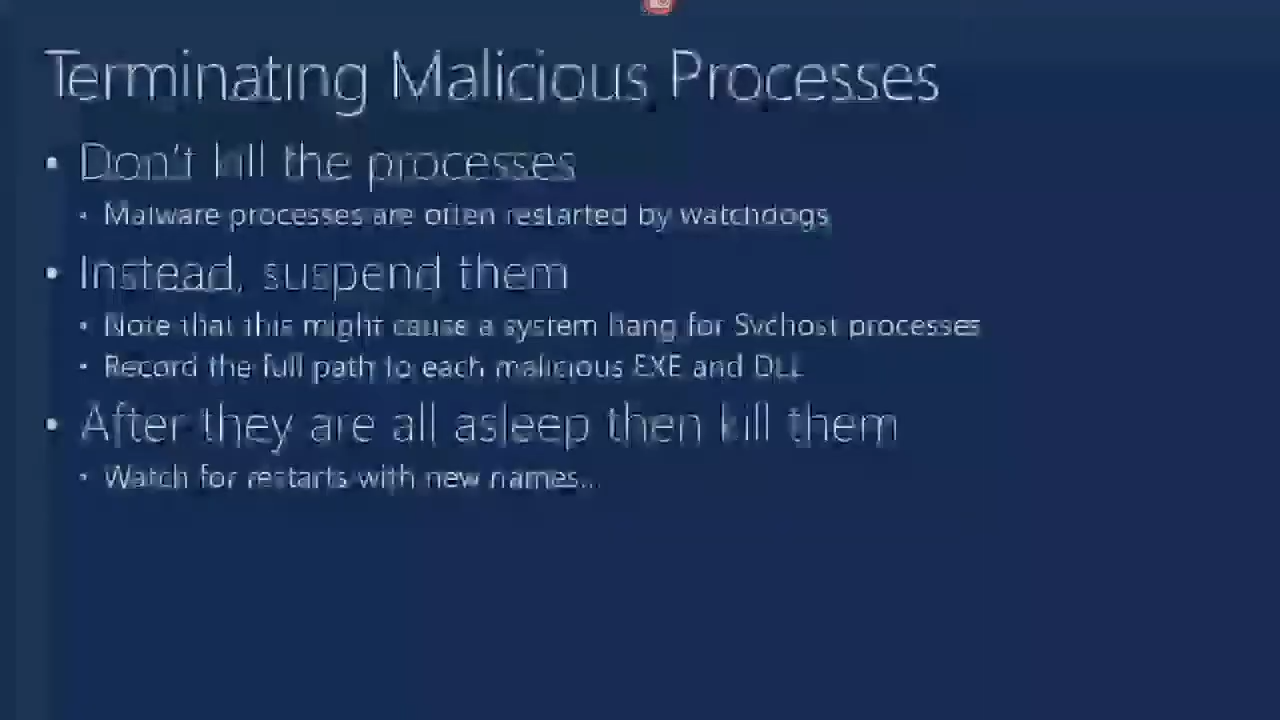 Terminating Malicious Processes
• Don't kill the processes
• Malware processes are often restarted by watchdogs
• Instead, suspend them
• Note that this might cause a system hang for Svchost processes
• Record the full path to each malicious EXE and DLL
• After they are all asleep then kill them
• Watch for restarts with new names...